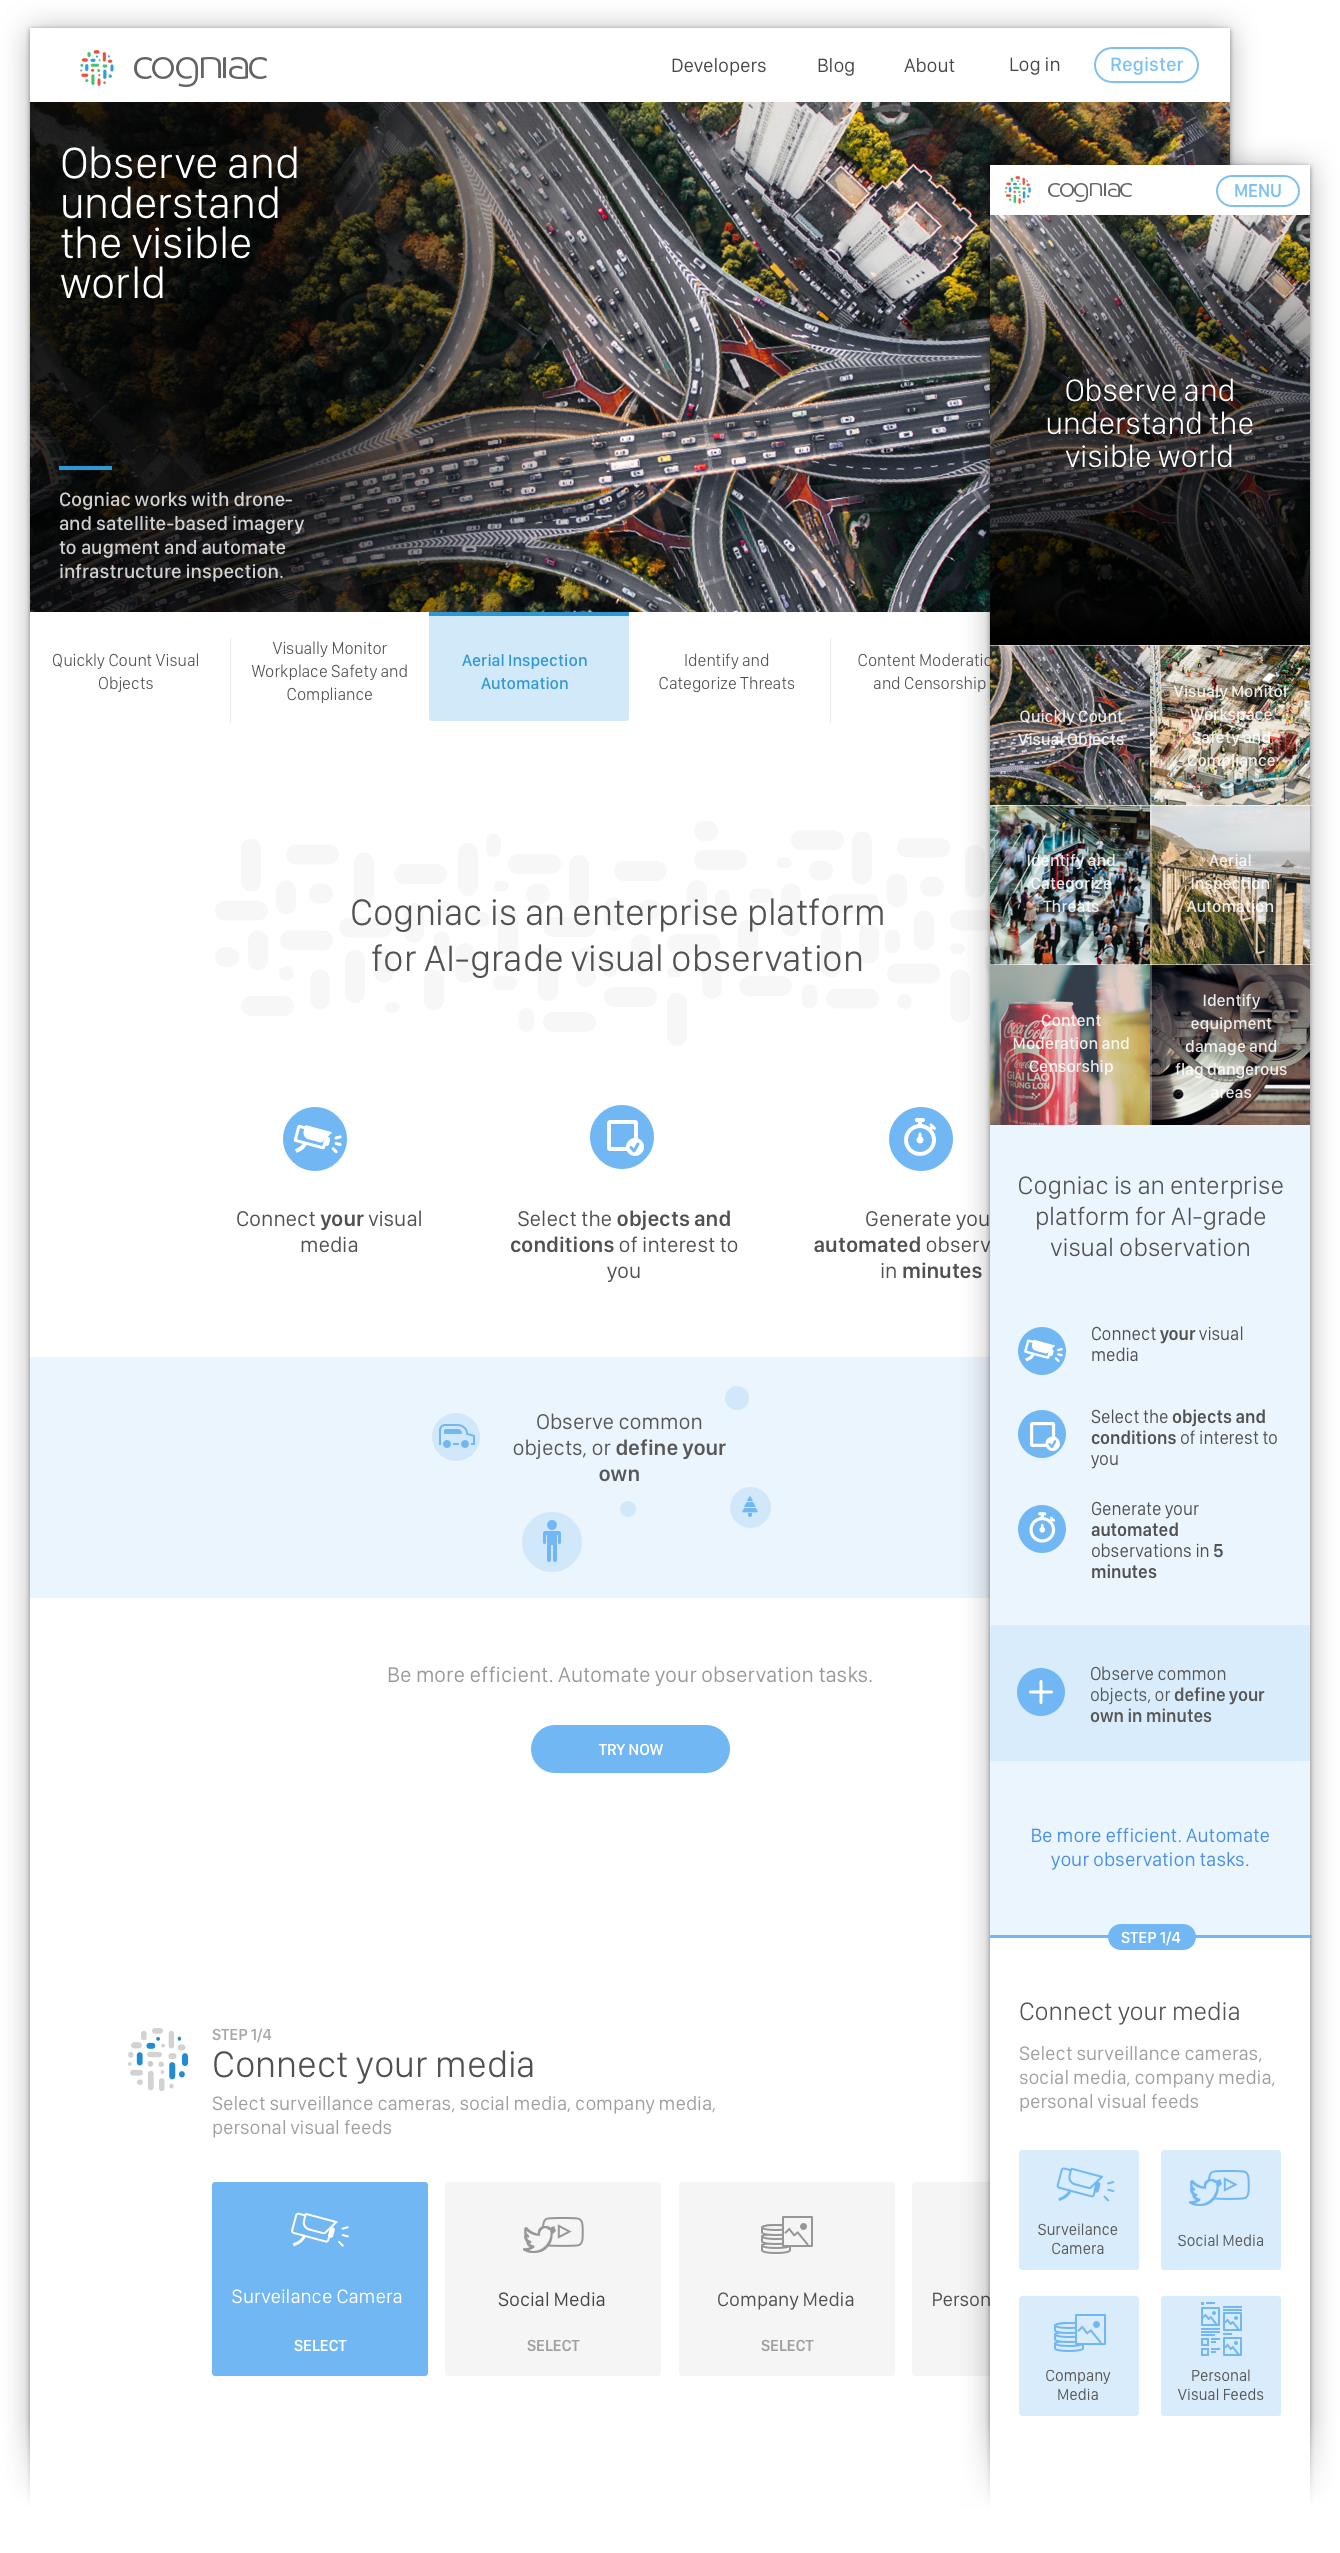 cogniac
Developers
Blog
About
Log in
Register
Observe and
understand
the visible
world
Cogniac works with drone-
and satellite-based imagery
to augment and automate
infrastructure inspection.
Quickly Count Visual
Objects
Visually Monitor
Workplace Safety and
Compliance
Aerial Inspection
Automation
Identify and
Categorize Threats
Content Moderatio
and Censorship
Cogniac is an enterprise platform
for AI-grade visual observation
Connect your visual
media
Select the objects and
conditions of interest to
you
Generate you
automated observ
in minutes
Observe common
objects, or define your
own
Be more efficient. Automate your observation tasks.
TRY NOW
STEP 1/4
Connect your media
Select surveillance cameras, social media, company media,
personal visual feeds
Surveilance Camera
SELECT
Social Media
SELECT
Company Media
SELECT
Person
cogniac
MENU
Observe and
understand the
visible world
Quickly Count
Visual Objects
Visualy Monitor
Workspace
Safety and
Compliance
Identify and
Categorize
Threats
Aerial
Inspection
Automation
Coca-Cola
GIẢI LAO
TRUNG LON
Content
Moderation and
Censorship
Identify
equipment
damage and
flag dangerous
areas
Cogniac is an enterprise
platform for AI-grade
visual observation
Connect your visual
media
Select the objects and
conditions of interest to
you
Generate your
automated
observations in 5
minutes
Observe common
objects, or define your
own in minutes
Be more efficient. Automate
your observation tasks.
STEP 1/4
Connect your media
Select surveillance cameras,
social media, company media,
personal visual feeds
Surveilance
Camera
Social Media
Company
Media
Personal
Visual Feeds